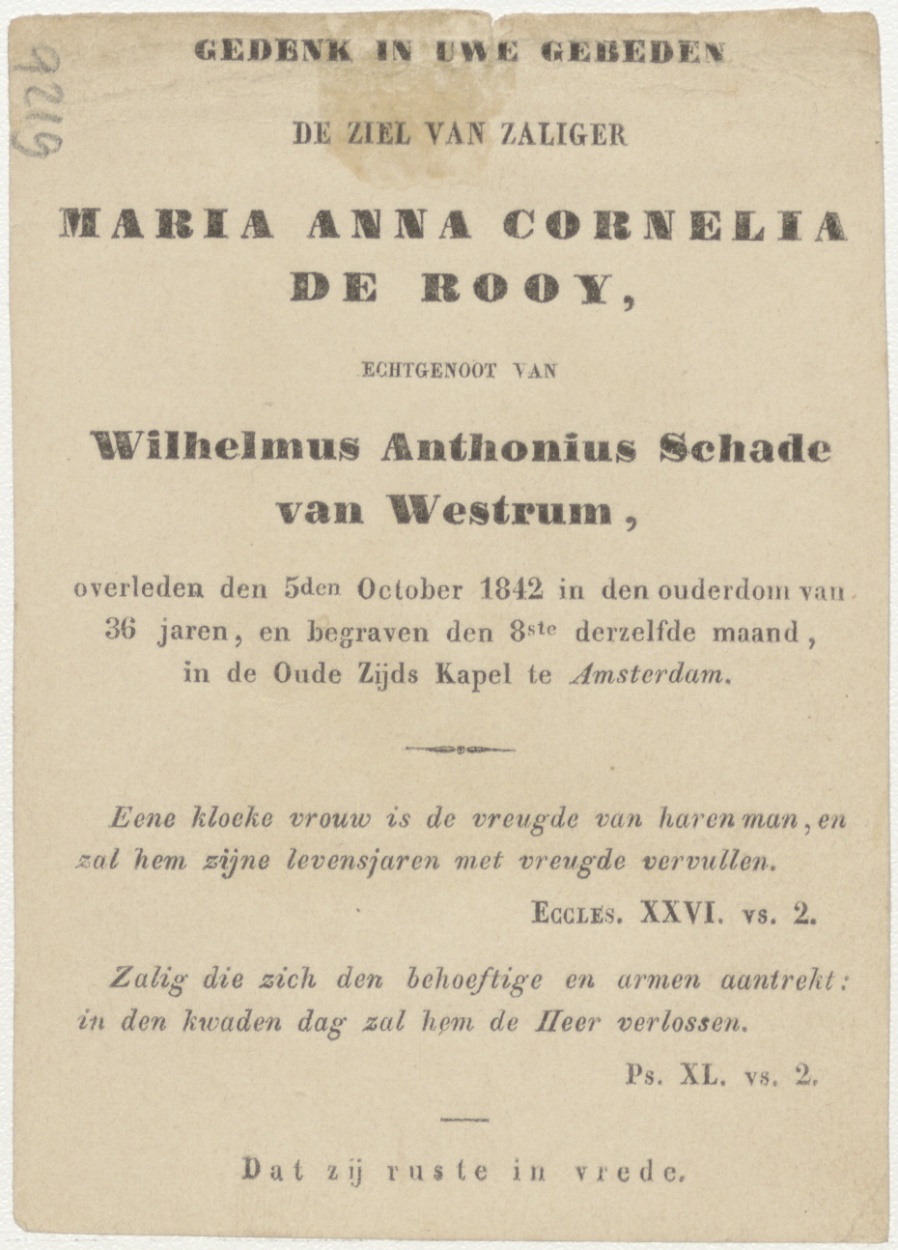 GEDENK IN UWE GEBEDEN
DE ZIEL VAN ZALIGER
MARIA ANNA CORNELIA
DE ROOY,
ECHTGENOOT VAN
Wilhelmus Anthonius Schade
van Westrum,
overleden den 5den October 1842 in den ouderdom van
36 jaren, en begraven den 8ste derzelfde maand,
in de Oude Zijds Kapel te Amsterdam.
Eene kloeke vrouw is de vreugde van haren man, en
zal hem zijne levensjaren met vreugde vervullen.
ECCLES. XXVI. vs. 2.
Zalig die zich den behoeftige en armen aantrekt:
in den kwaden dag zal hem de Heer verlossen.
Ps. XL. vs. 2.
Dat zij ruste in vrede.